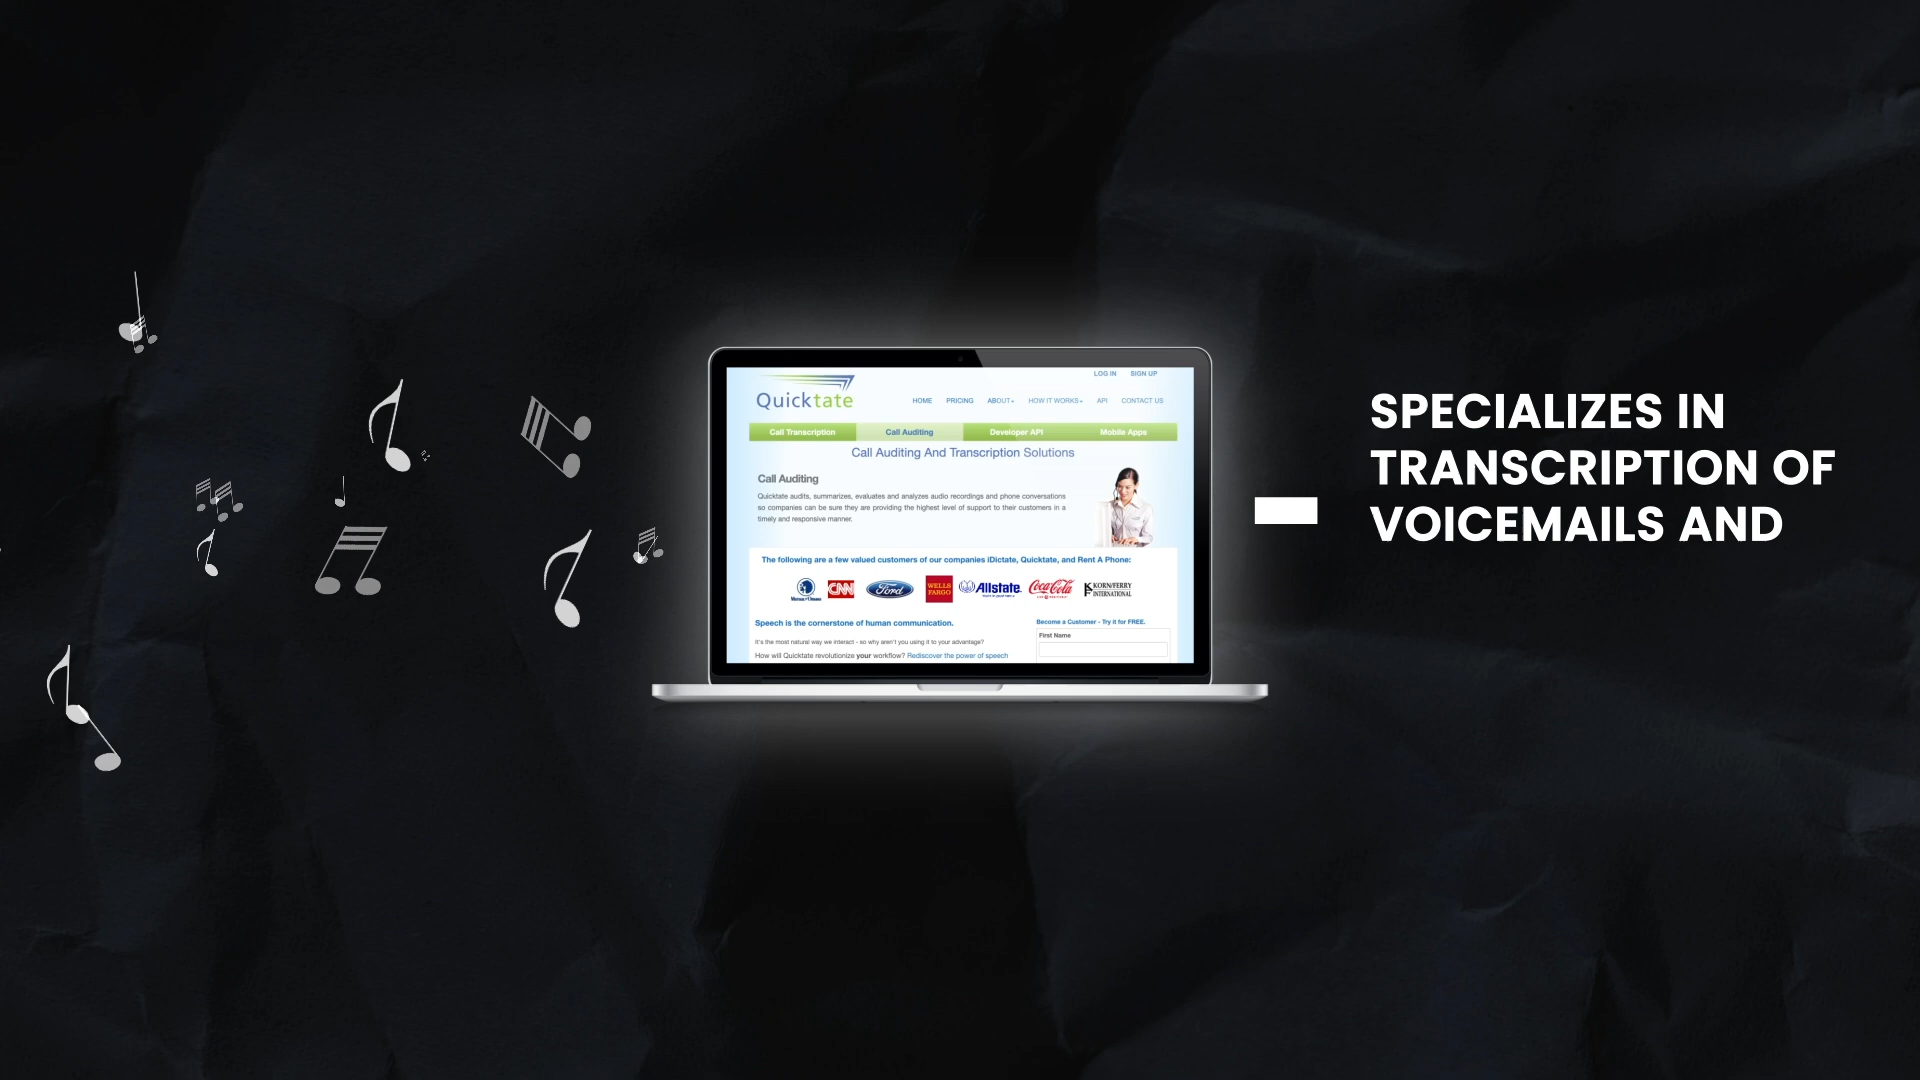 LOG IN SIGN UP
Quicktate
HOME PRICING ABOUT HOW IT WORKS API CONTACT US
Call Transcription Call Auditing Developer API Mobile Apps
Call Auditing And Transcription Solutions
Call Auditing
Quicktate audits, summarizes, evaluates and analyzes audio recordings and phone conversations
so companies can be sure they are providing the highest level of support to their customers in a
timely and responsive manner.
The following are a few valued customers of our companies iDictate, Quicktate, and Rent A Phone:
CNN Ford WELLS FARGO Allstate. Coca-Cola KORN/FERRY INTERNATIONAL
Speech is the cornerstone of human communication.
It's the most natural way we interact - so why aren't you using it to your advantage?
How will Quicktate revolutionize your workflow? Rediscover the power of speech
Become a Customer - Try it for FREE.
First Name
SPECIALIZES IN
TRANSCRIPTION OF
VOICEMAILS AND